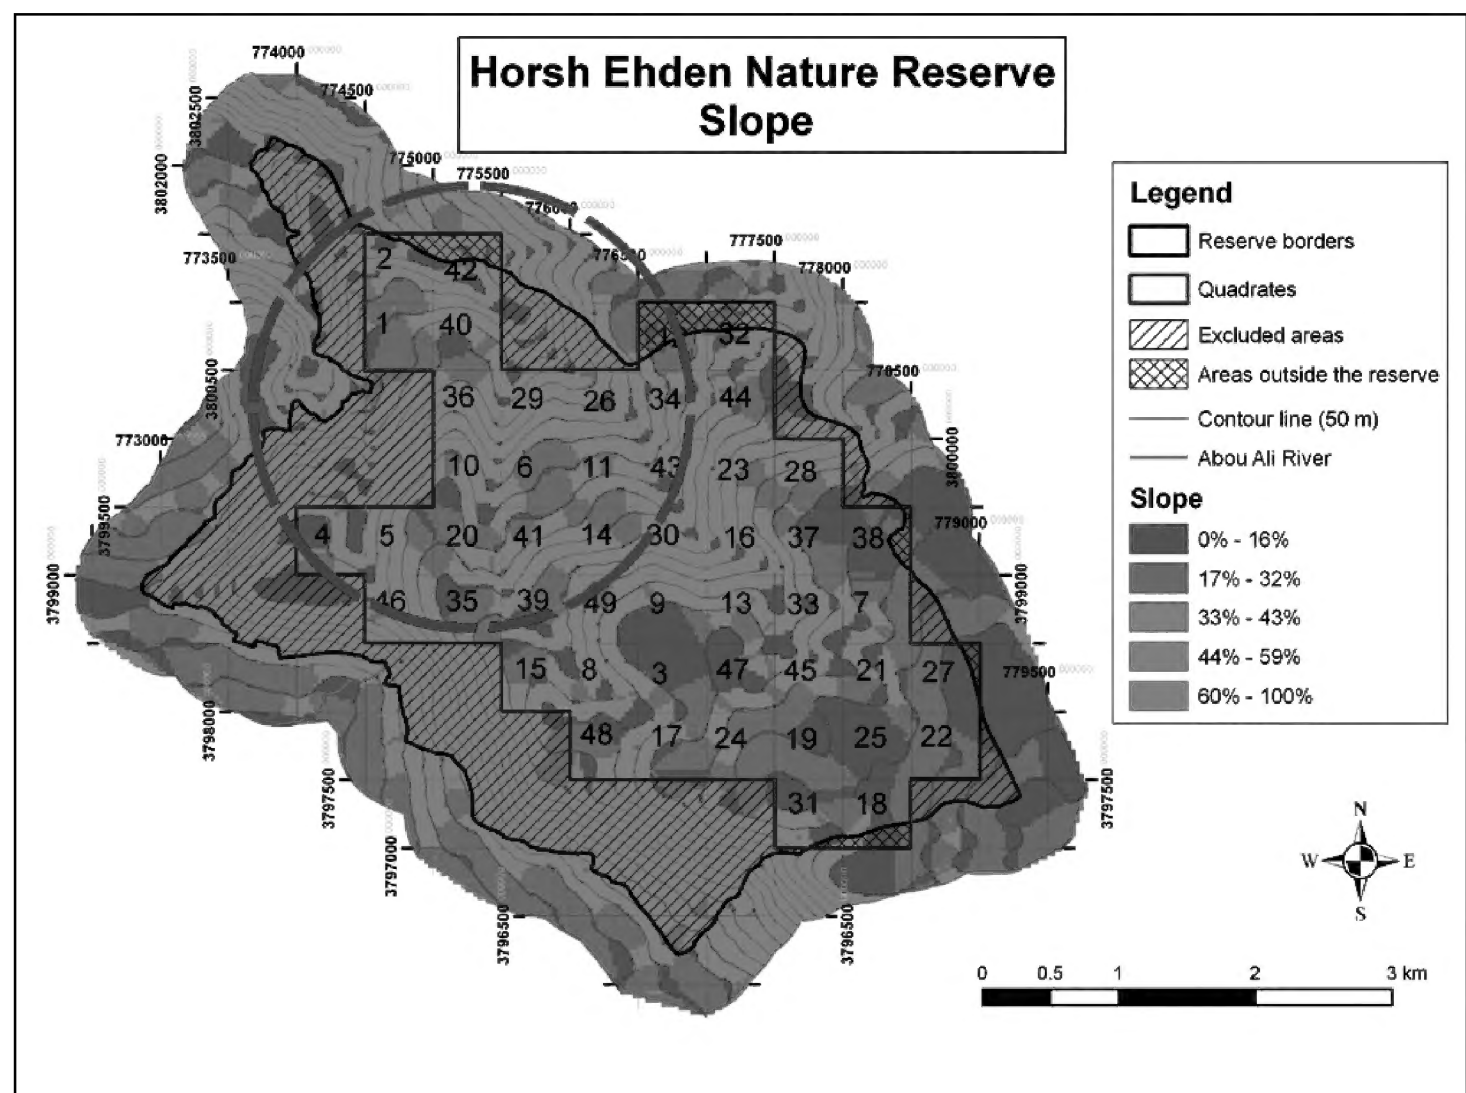 Horsh Ehden Nature Reserve
Slope
774000
774500
775000
775500
776000
776500
777500
778000
778500
779000
779500
773500
773000
3802500
3802000
3800500
3799500
3799000
3798000
3797500
3797000
3796500
3796500
3797500
3799000
3800000
2 42
1 40 32
36 29 26 34 44
10 6 11 43 23 28
4 5 20 41 14 30 16 37 38
46 35 39 49 9 13 33 7
15 8 3 47 45 21 27
48 17 24 19 25 22
31 18
Legend
Reserve borders
Quadrates
Excluded areas
Areas outside the reserve
Contour line (50 m)
Abou Ali River
Slope
0% - 16%
17% - 32%
33% - 43%
44% - 59%
60% - 100%
N
W E
S
0 0.5 1 2 3 km